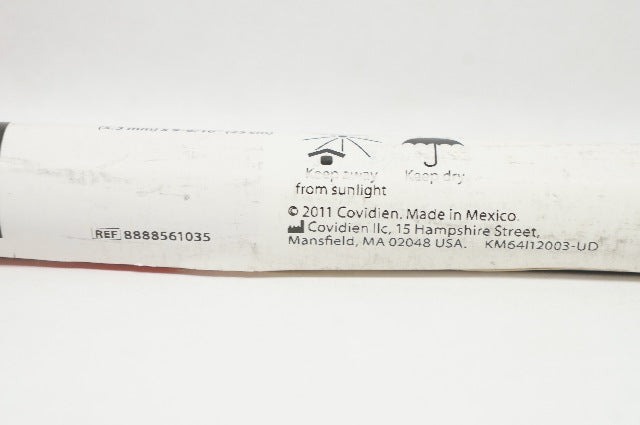 Keep away
from sunlight
Keep dry
© 2011 Covidien. Made in Mexico.
Covidien llc, 15 Hampshire Street,
Mansfield, MA 02048 USA. KM64I12003-UD
REF 8888561035